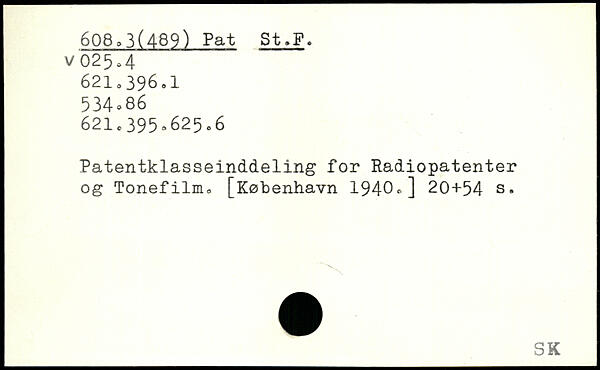 608.3(489) Pat St.F.
v 025.4
621.396.1
534.86
621.395.625.6
Patentklasseinddeling for Radiopatenter
og Tonefilm. [København 1940.] 20+54 s.
SK